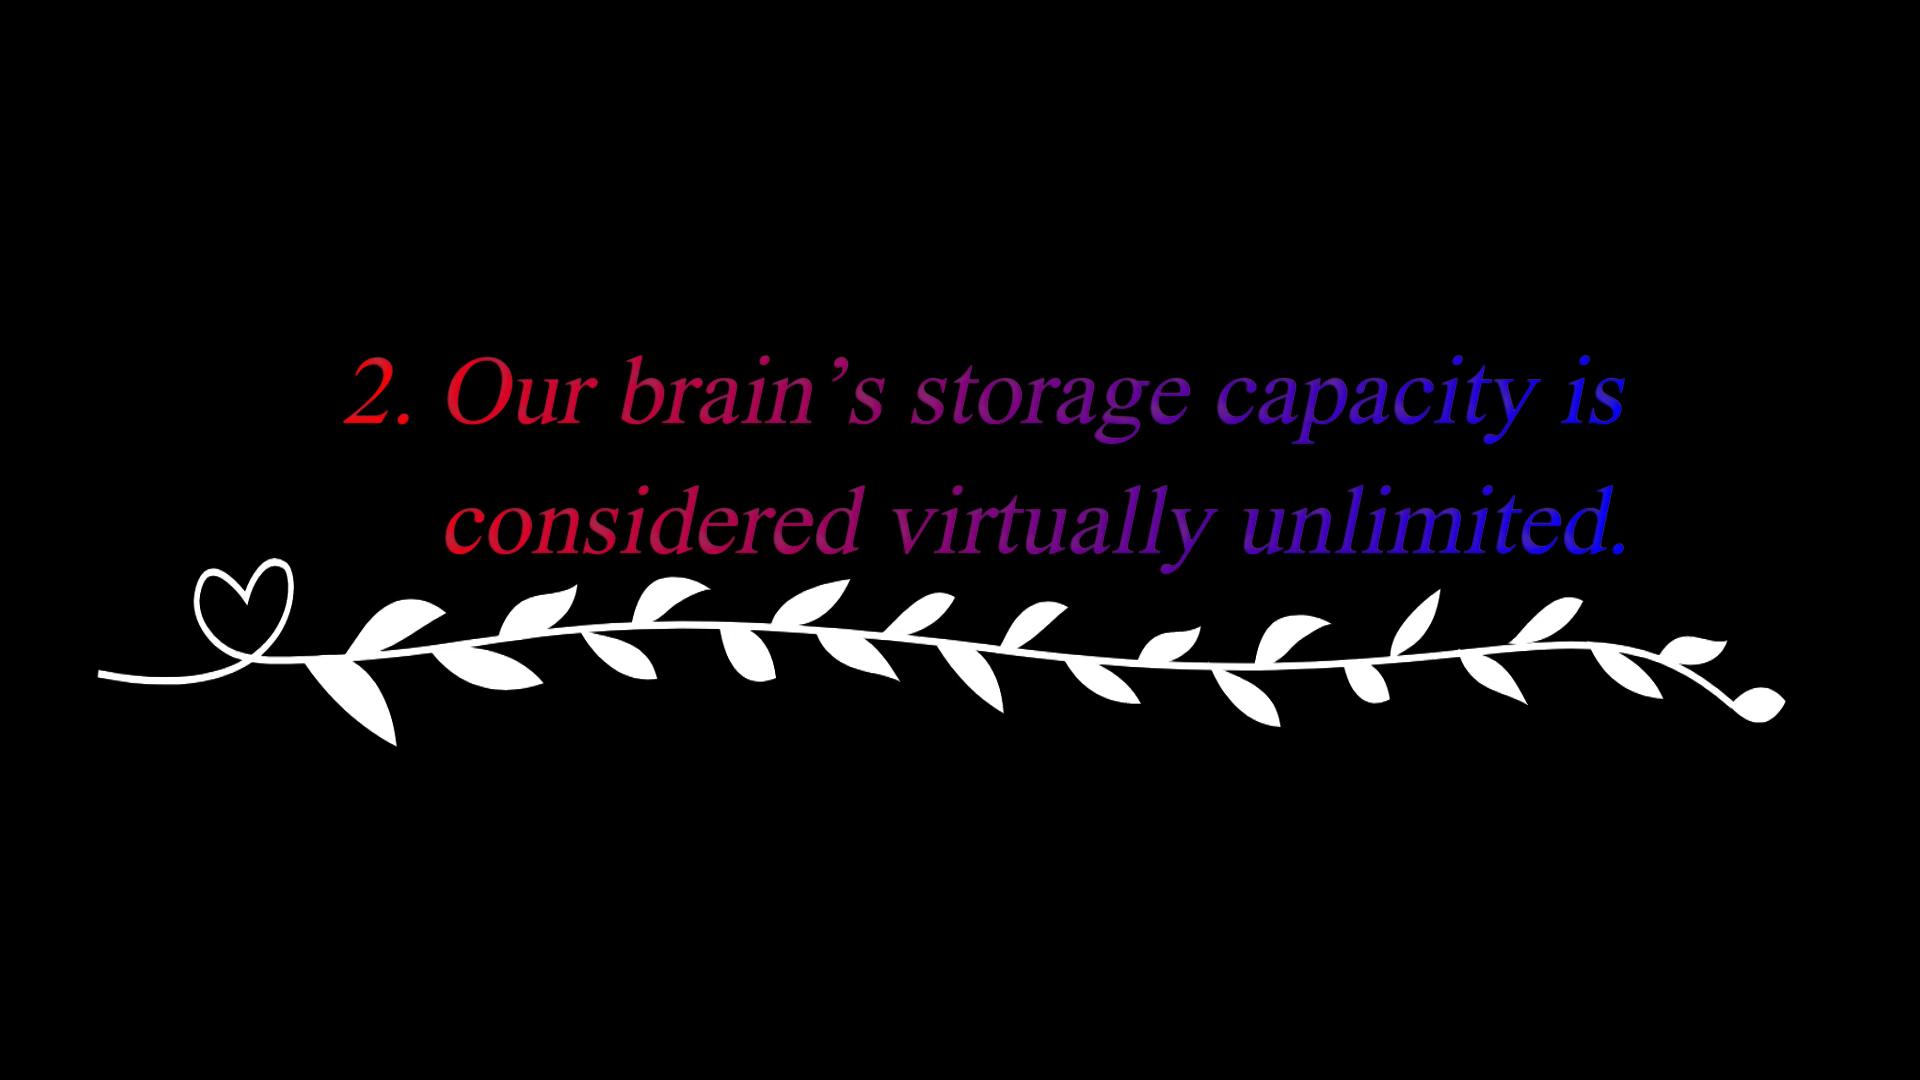 2. Our brain’s storage capacity is
considered virtually unlimited.